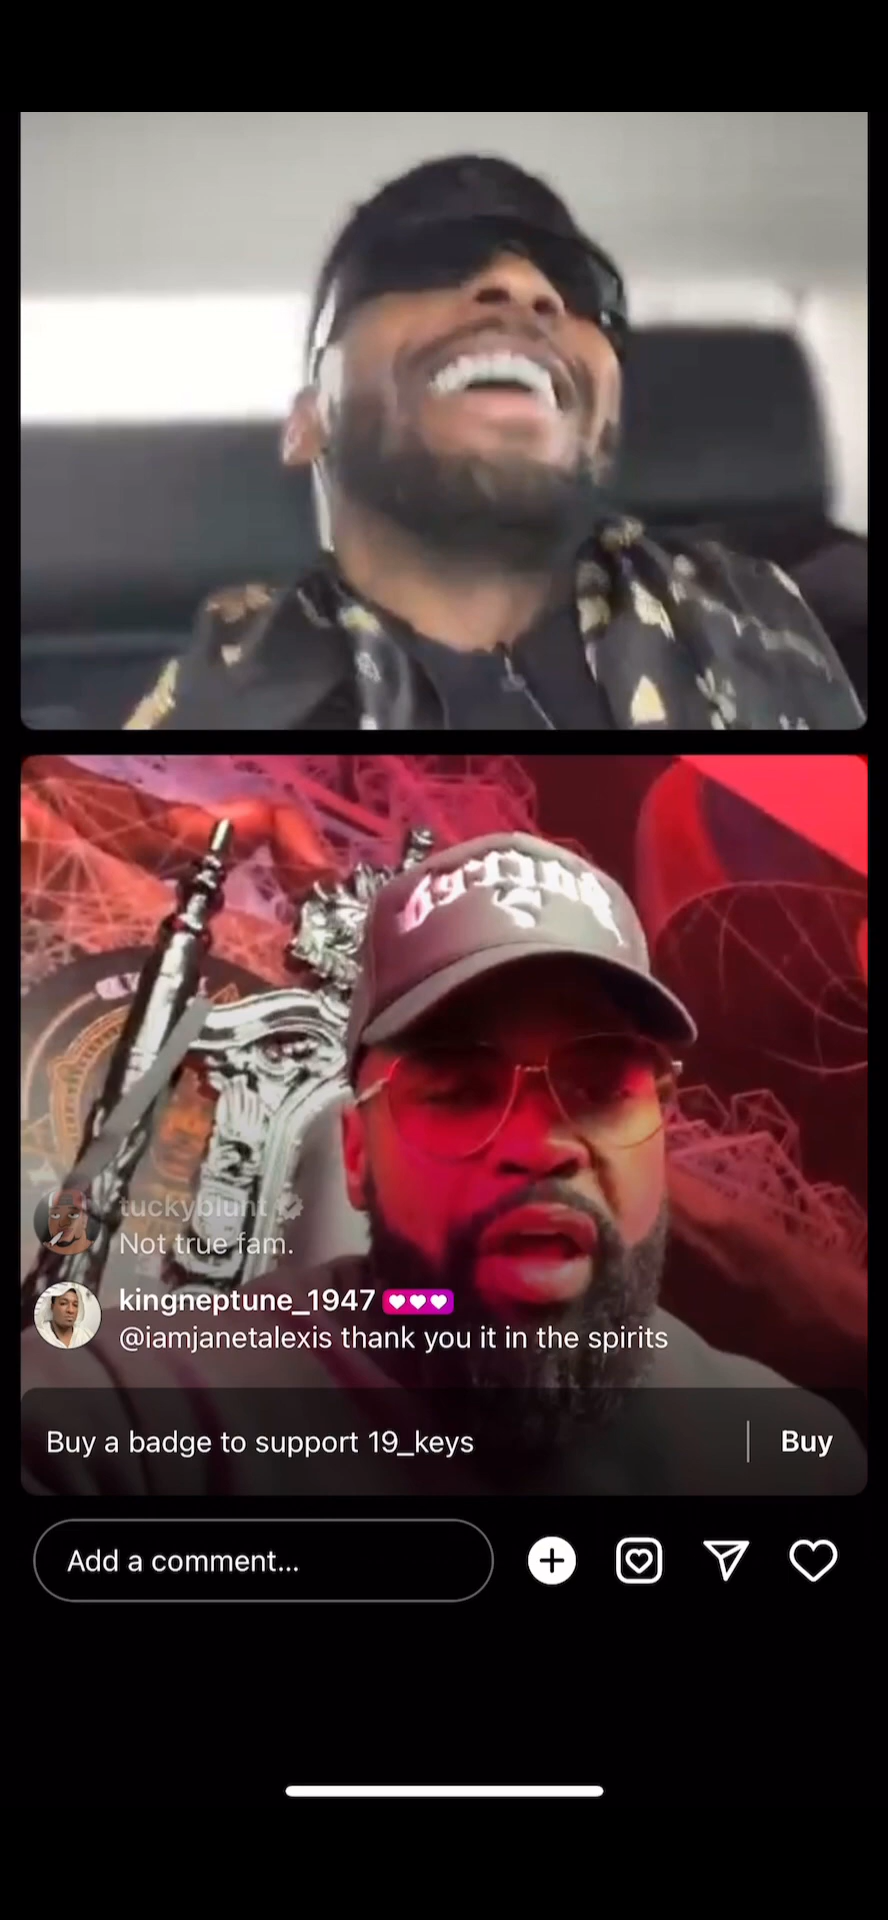 Sacred
tuckyblunt
Not true fam.
kingneptune_1947
@iamjanetalexis thank you it in the spirits
Buy a badge to support 19_keys
Buy
Add a comment...